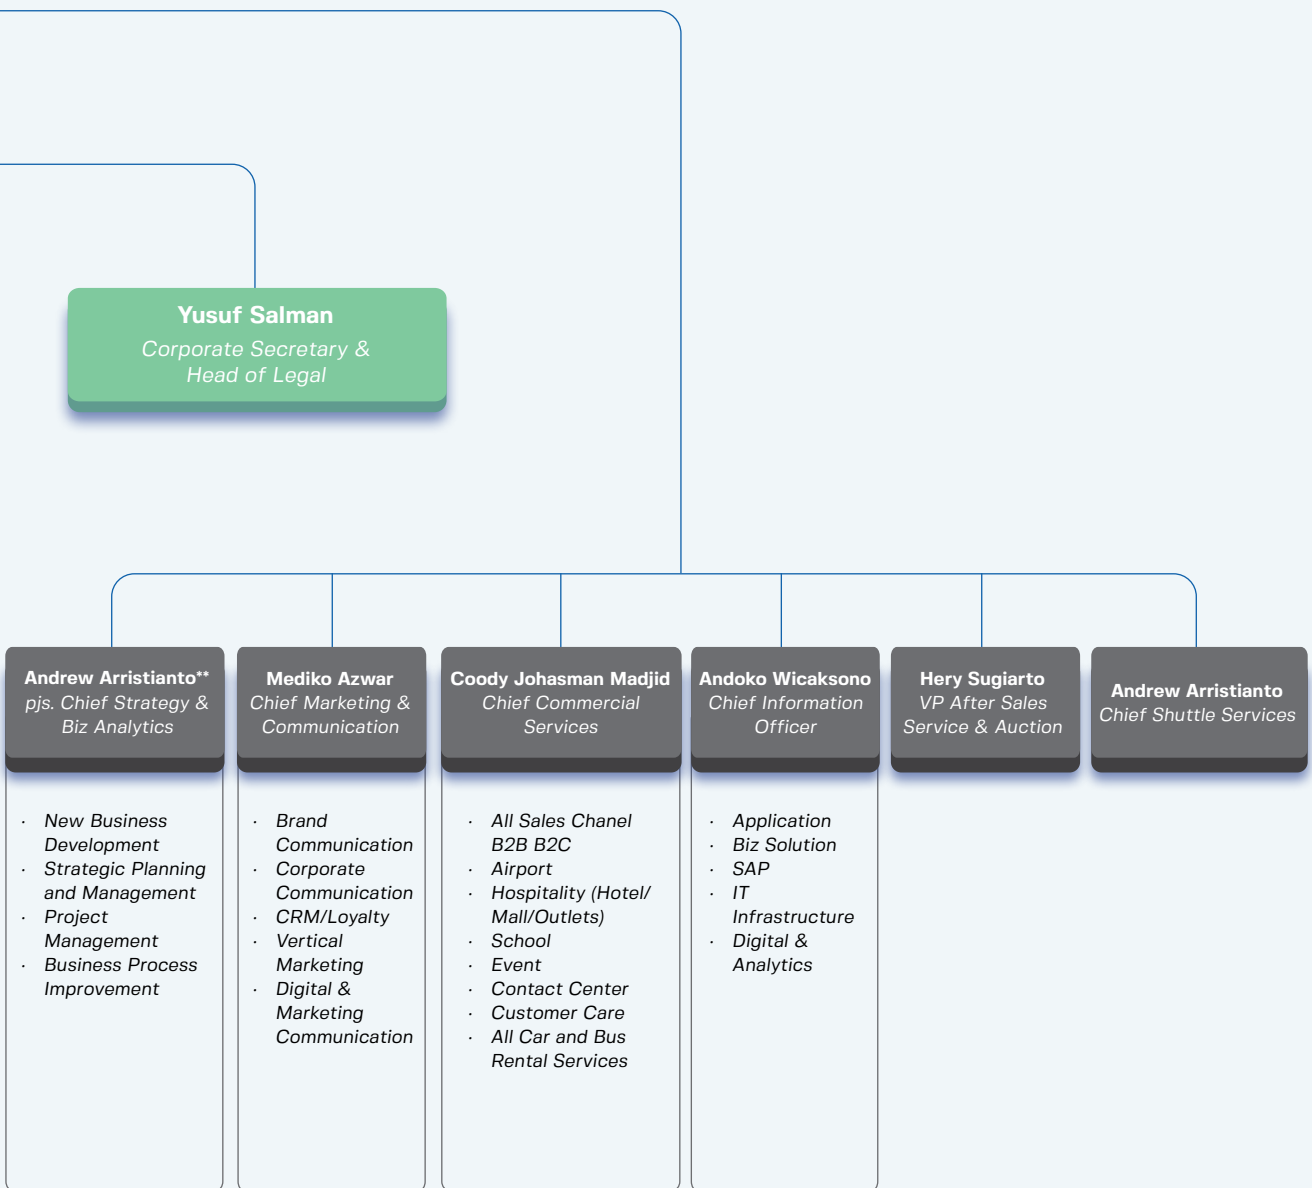 Yusuf Salman
Corporate Secretary &
Head of Legal
Andrew Arristianto**
pjs. Chief Strategy &
Biz Analytics
· New Business
Development
· Strategic Planning
and Management
· Project
Management
· Business Process
Improvement
Mediko Azwar
Chief Marketing &
Communication
· Brand
Communication
· Corporate
Communication
· CRM/Loyalty
· Vertical
Marketing
· Digital &
Marketing
Communication
Coody Johasman Madjid
Chief Commercial
Services
· All Sales Chanel
B2B B2C
· Airport
· Hospitality (Hotel/
Mall/Outlets)
· School
· Event
· Contact Center
· Customer Care
· All Car and Bus
Rental Services
Andoko Wicaksono
Chief Information
Officer
· Application
· Biz Solution
· SAP
· IT
Infrastructure
· Digital &
Analytics
Hery Sugiarto
VP After Sales
Service & Auction
Andrew Arristianto
Chief Shuttle Services